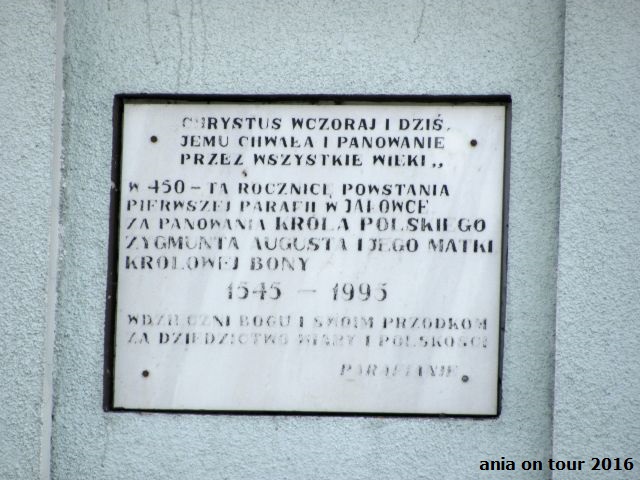 CHRYSTUS WCZORAJ I DZIŚ,
JEMU CHWAŁA I PANOWANIE
PRZEZ WSZYSTKIE WIEKI „
W 450 - TĄ ROCZNICĘ POWSTANIA
PIERWSZEJ PARAFII W JAŁÓWCE
ZA PANOWANIA KRÓLA POLSKIEGO
ZYGMUNTA AUGUSTA I JEGO MATKI
KRÓLOWEJ BONY
1545 - 1995
WDZIĘCZNI BOGU I SWOIM PRZODKOM
ZA DZIEDZICTWO WIARY I POLSKOŚCI
PARAFIANIE
ania on tour 2016